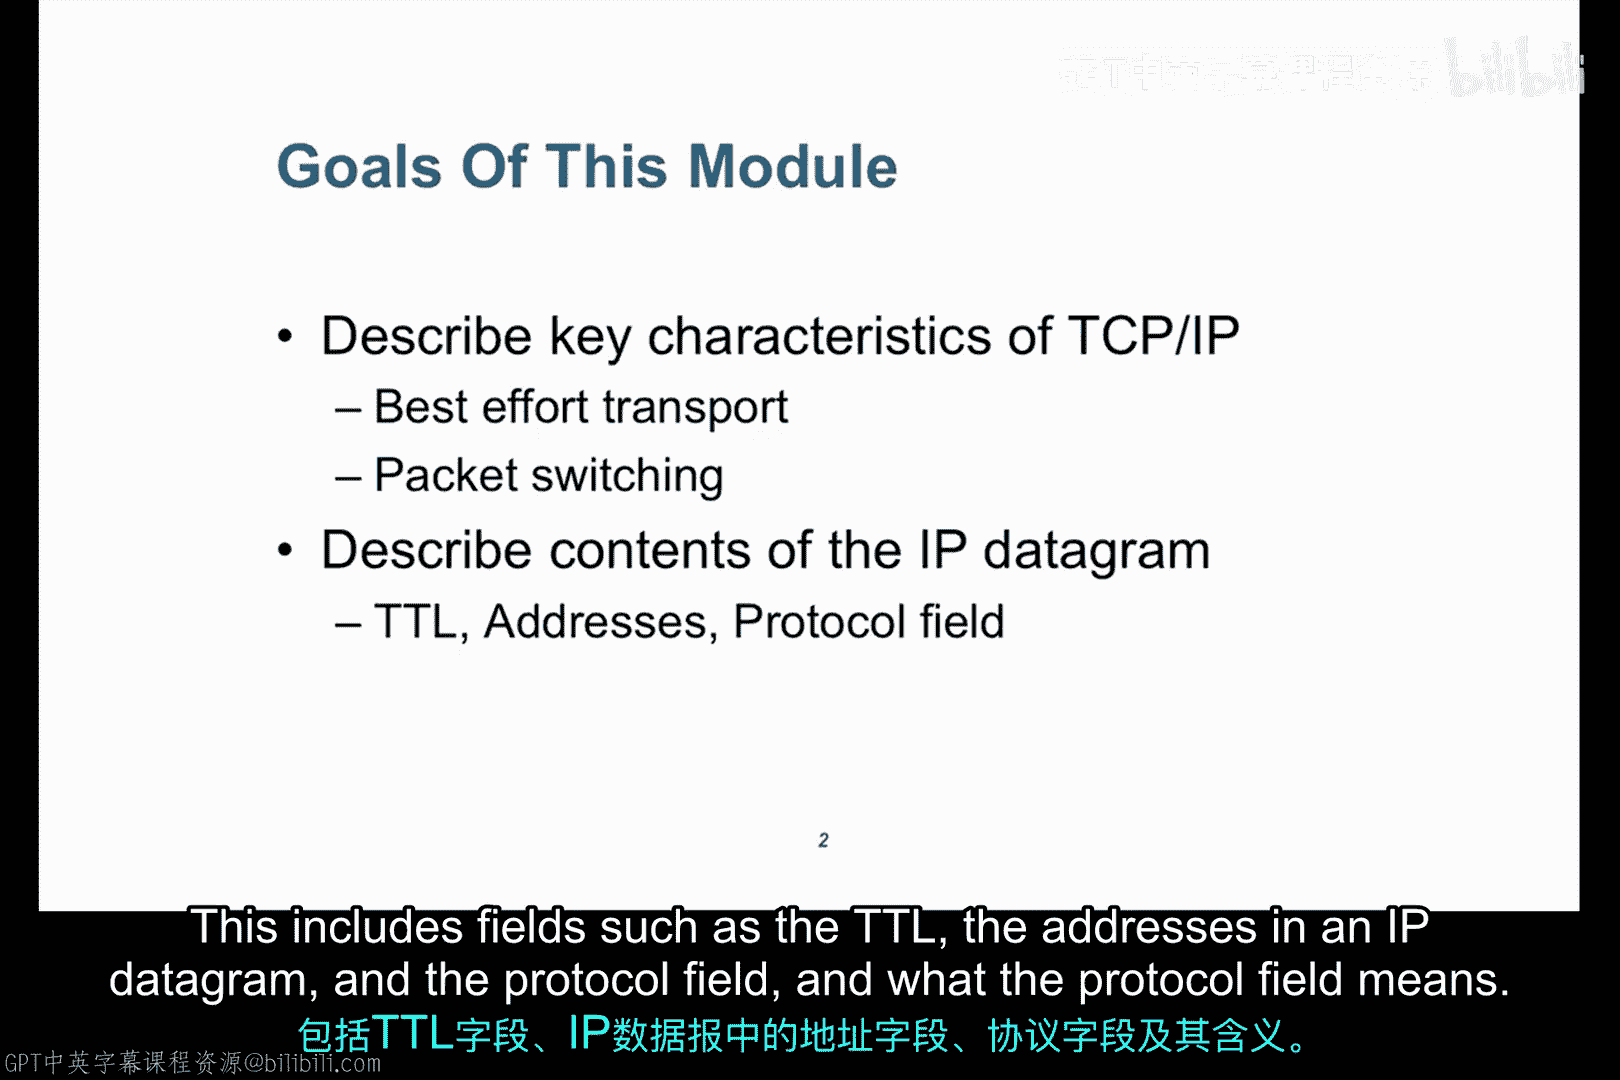 bilibili
Goals Of This Module
• Describe key characteristics of TCP/IP
– Best effort transport
– Packet switching
• Describe contents of the IP datagram
– TTL, Addresses, Protocol field
2
This includes fields such as the TTL, the addresses in an IP
datagram, and the protocol field, and what the protocol field means.
包括TTL字段、IP数据报中的地址字段、协议字段及其含义。
GPT中英字幕课程资源@bilibili.com